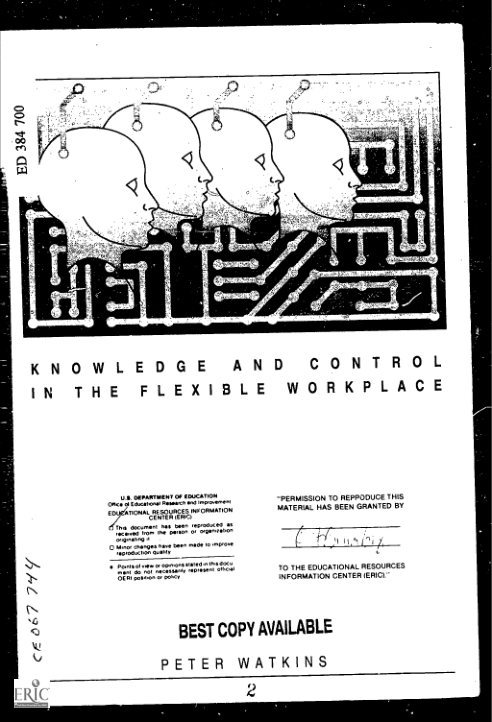 ED 384 700
KNOWLEDGE AND CONTROL
IN THE FLEXIBLE WORKPLACE
U.S. DEPARTMENT OF EDUCATION
Office of Educational Research and Improvement
EDUCATIONAL RESOURCES INFORMATION
CENTER (ERIC)
This document has been reproduced as
received from the person or organization
originating it
Minor changes have been made to improve
reproduction quality
Points of view or opinions stated in this docu
ment do not necessarily represent official
OERI position or policy
"PERMISSION TO REPPODUCE THIS
MATERIAL HAS BEEN GRANTED BY
TO THE EDUCATIONAL RESOURCES
INFORMATION CENTER (ERIC)."
CE 067 744
BEST COPY AVAILABLE
PETER WATKINS
2
ERIC